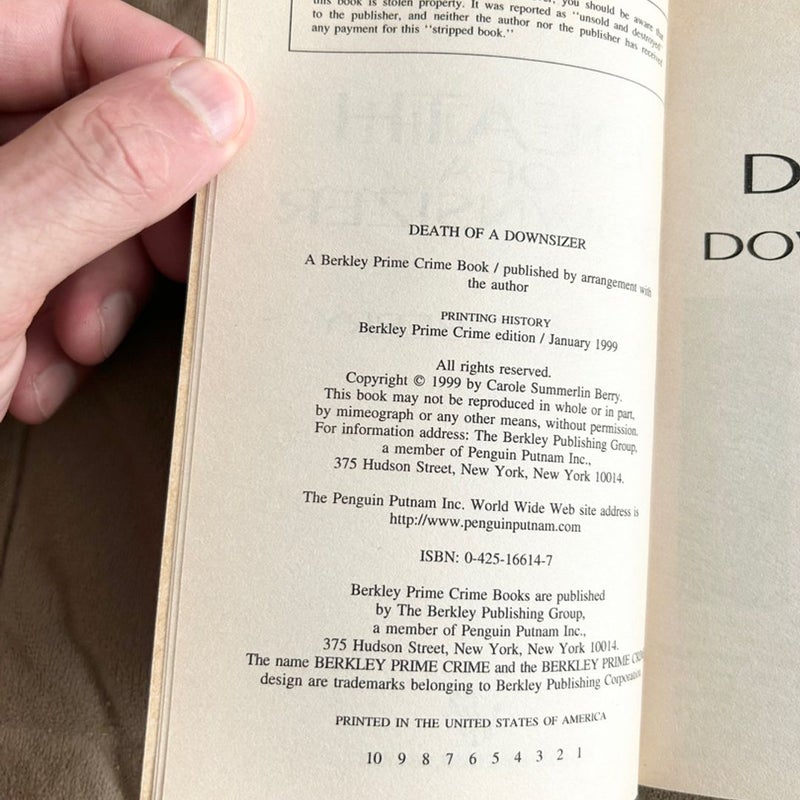 you should be aware that
this book is stolen property. It was reported as "unsold and destroyed"
to the publisher, and neither the author nor the publisher has received
any payment for this "stripped book."
DEATH OF A DOWNSIZER
A Berkley Prime Crime Book / published by arrangement with
the author
PRINTING HISTORY
Berkley Prime Crime edition / January 1999
All rights reserved.
Copyright © 1999 by Carole Summerlin Berry.
This book may not be reproduced in whole or in part,
by mimeograph or any other means, without permission.
For information address: The Berkley Publishing Group,
a member of Penguin Putnam Inc.,
375 Hudson Street, New York, New York 10014.
The Penguin Putnam Inc. World Wide Web site address is
http://www.penguinputnam.com
ISBN: 0-425-16614-7
Berkley Prime Crime Books are published
by The Berkley Publishing Group,
a member of Penguin Putnam Inc.,
375 Hudson Street, New York, New York 10014.
The name BERKLEY PRIME CRIME and the BERKLEY PRIME CRIME
design are trademarks belonging to Berkley Publishing Corporation.
PRINTED IN THE UNITED STATES OF AMERICA
10 9 8 7 6 5 4 3 2 1
D
DOW